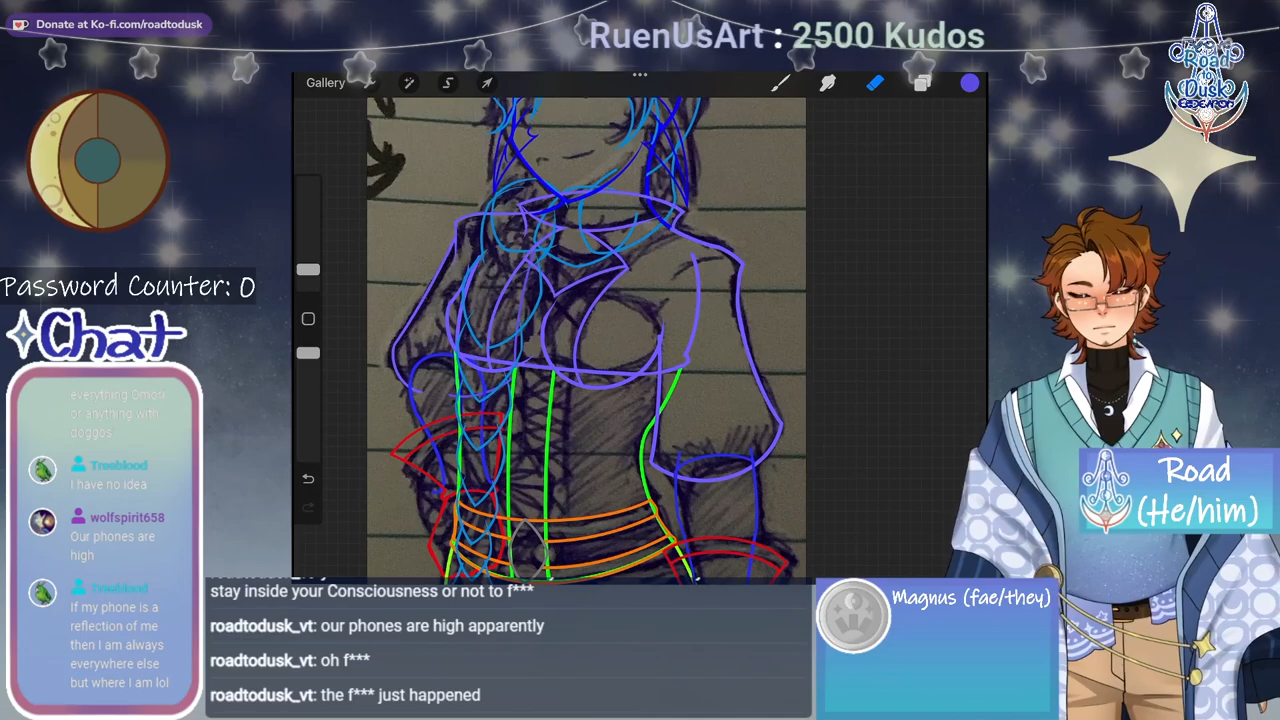 Donate at Ko-fi.com/roadtodusk
RuenUsArt : 2500 Kudos
Road
to
Dusk
Gallery
Password Counter: 0
Chat
everything Omori
or anything with
doggos
Treeblood
I have no idea
wolfspirit658
Our phones are
high
Treeblood
If my phone is a
reflection of me
then I am always
everywhere else
but where I am lol
stay inside your Consciousness or not to f***
roadtodusk_vt: our phones are high apparently
roadtodusk_vt: oh f***
roadtodusk_vt: the f*** just happened
Magnus (fae/they)
Road
(He/him)